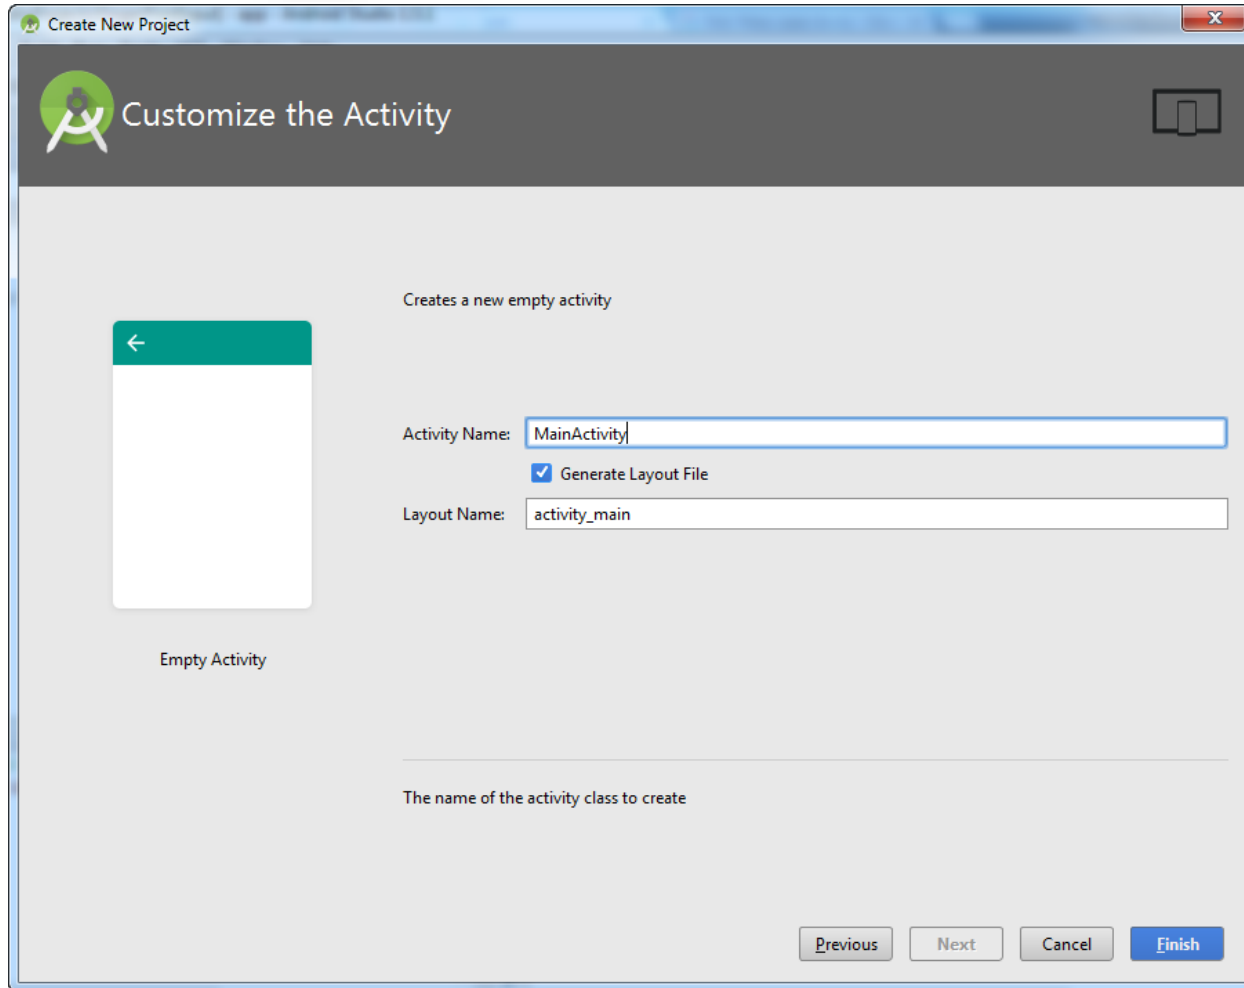 Create New Project
Customize the Activity
Creates a new empty activity
Activity Name: MainActivity
Generate Layout File
Layout Name: activity_main
Empty Activity
The name of the activity class to create
Previous Next Cancel Finish